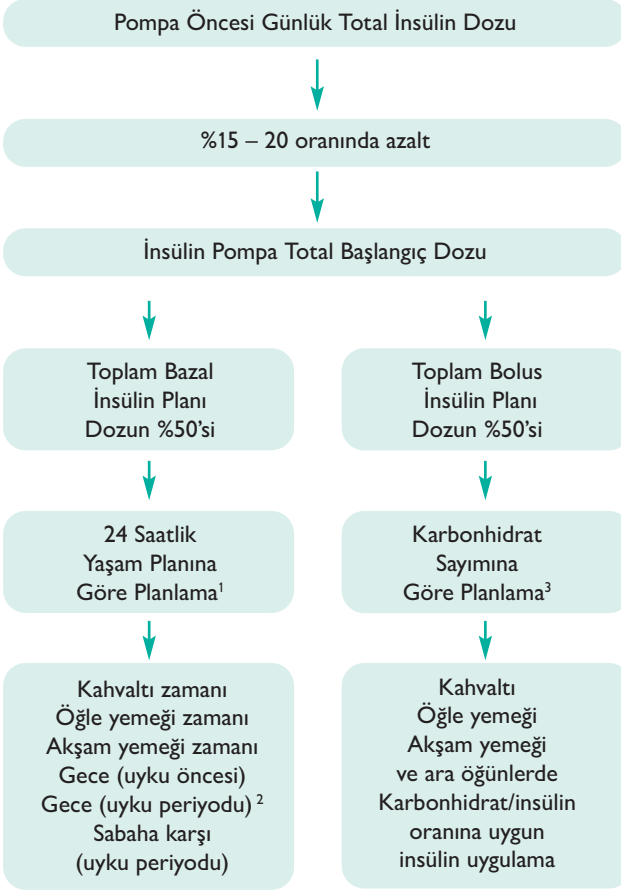 Pompa Öncesi Günlük Total İnsülin Dozu
%15 – 20 oranında azalt
İnsülin Pompa Total Başlangıç Dozu
Toplam Bazal
İnsülin Planı
Dozun %50’si
Toplam Bolus
İnsülin Planı
Dozun %50’si
24 Saatlik
Yaşam Planına
Göre Planlama¹
Karbonhidrat
Sayımına
Göre Planlama³
Kahvaltı zamanı
Öğle yemeği zamanı
Akşam yemeği zamanı
Gece (uyku öncesi)
Gece (uyku periyodu) ²
Sabaha karşı
(uyku periyodu)
Kahvaltı
Öğle yemeği
Akşam yemeği
ve ara öğünlerde
Karbonhidrat/insülin
oranına uygun
insülin uygulama